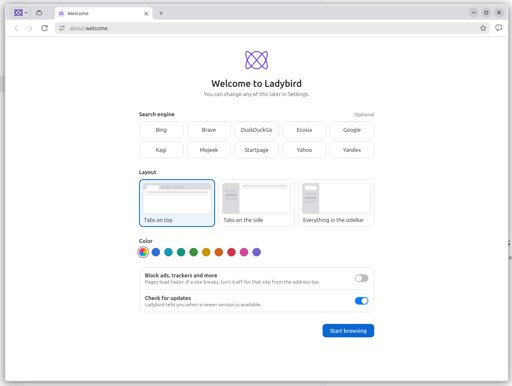 Welcome
about:welcome
Welcome to Ladybird
You can change any of this later in Settings.
Search engine
Optional
Bing
Brave
DuckDuckGo
Ecosia
Google
Kagi
Mojeek
Startpage
Yahoo
Yandex
Layout
Tabs on top
Tabs on the side
Everything in the sidebar
Color
Block ads, trackers and more
Pages load faster. If a site breaks, turn it off for that site from the address bar.
Check for updates
Ladybird tells you when a newer version is available.
Start browsing